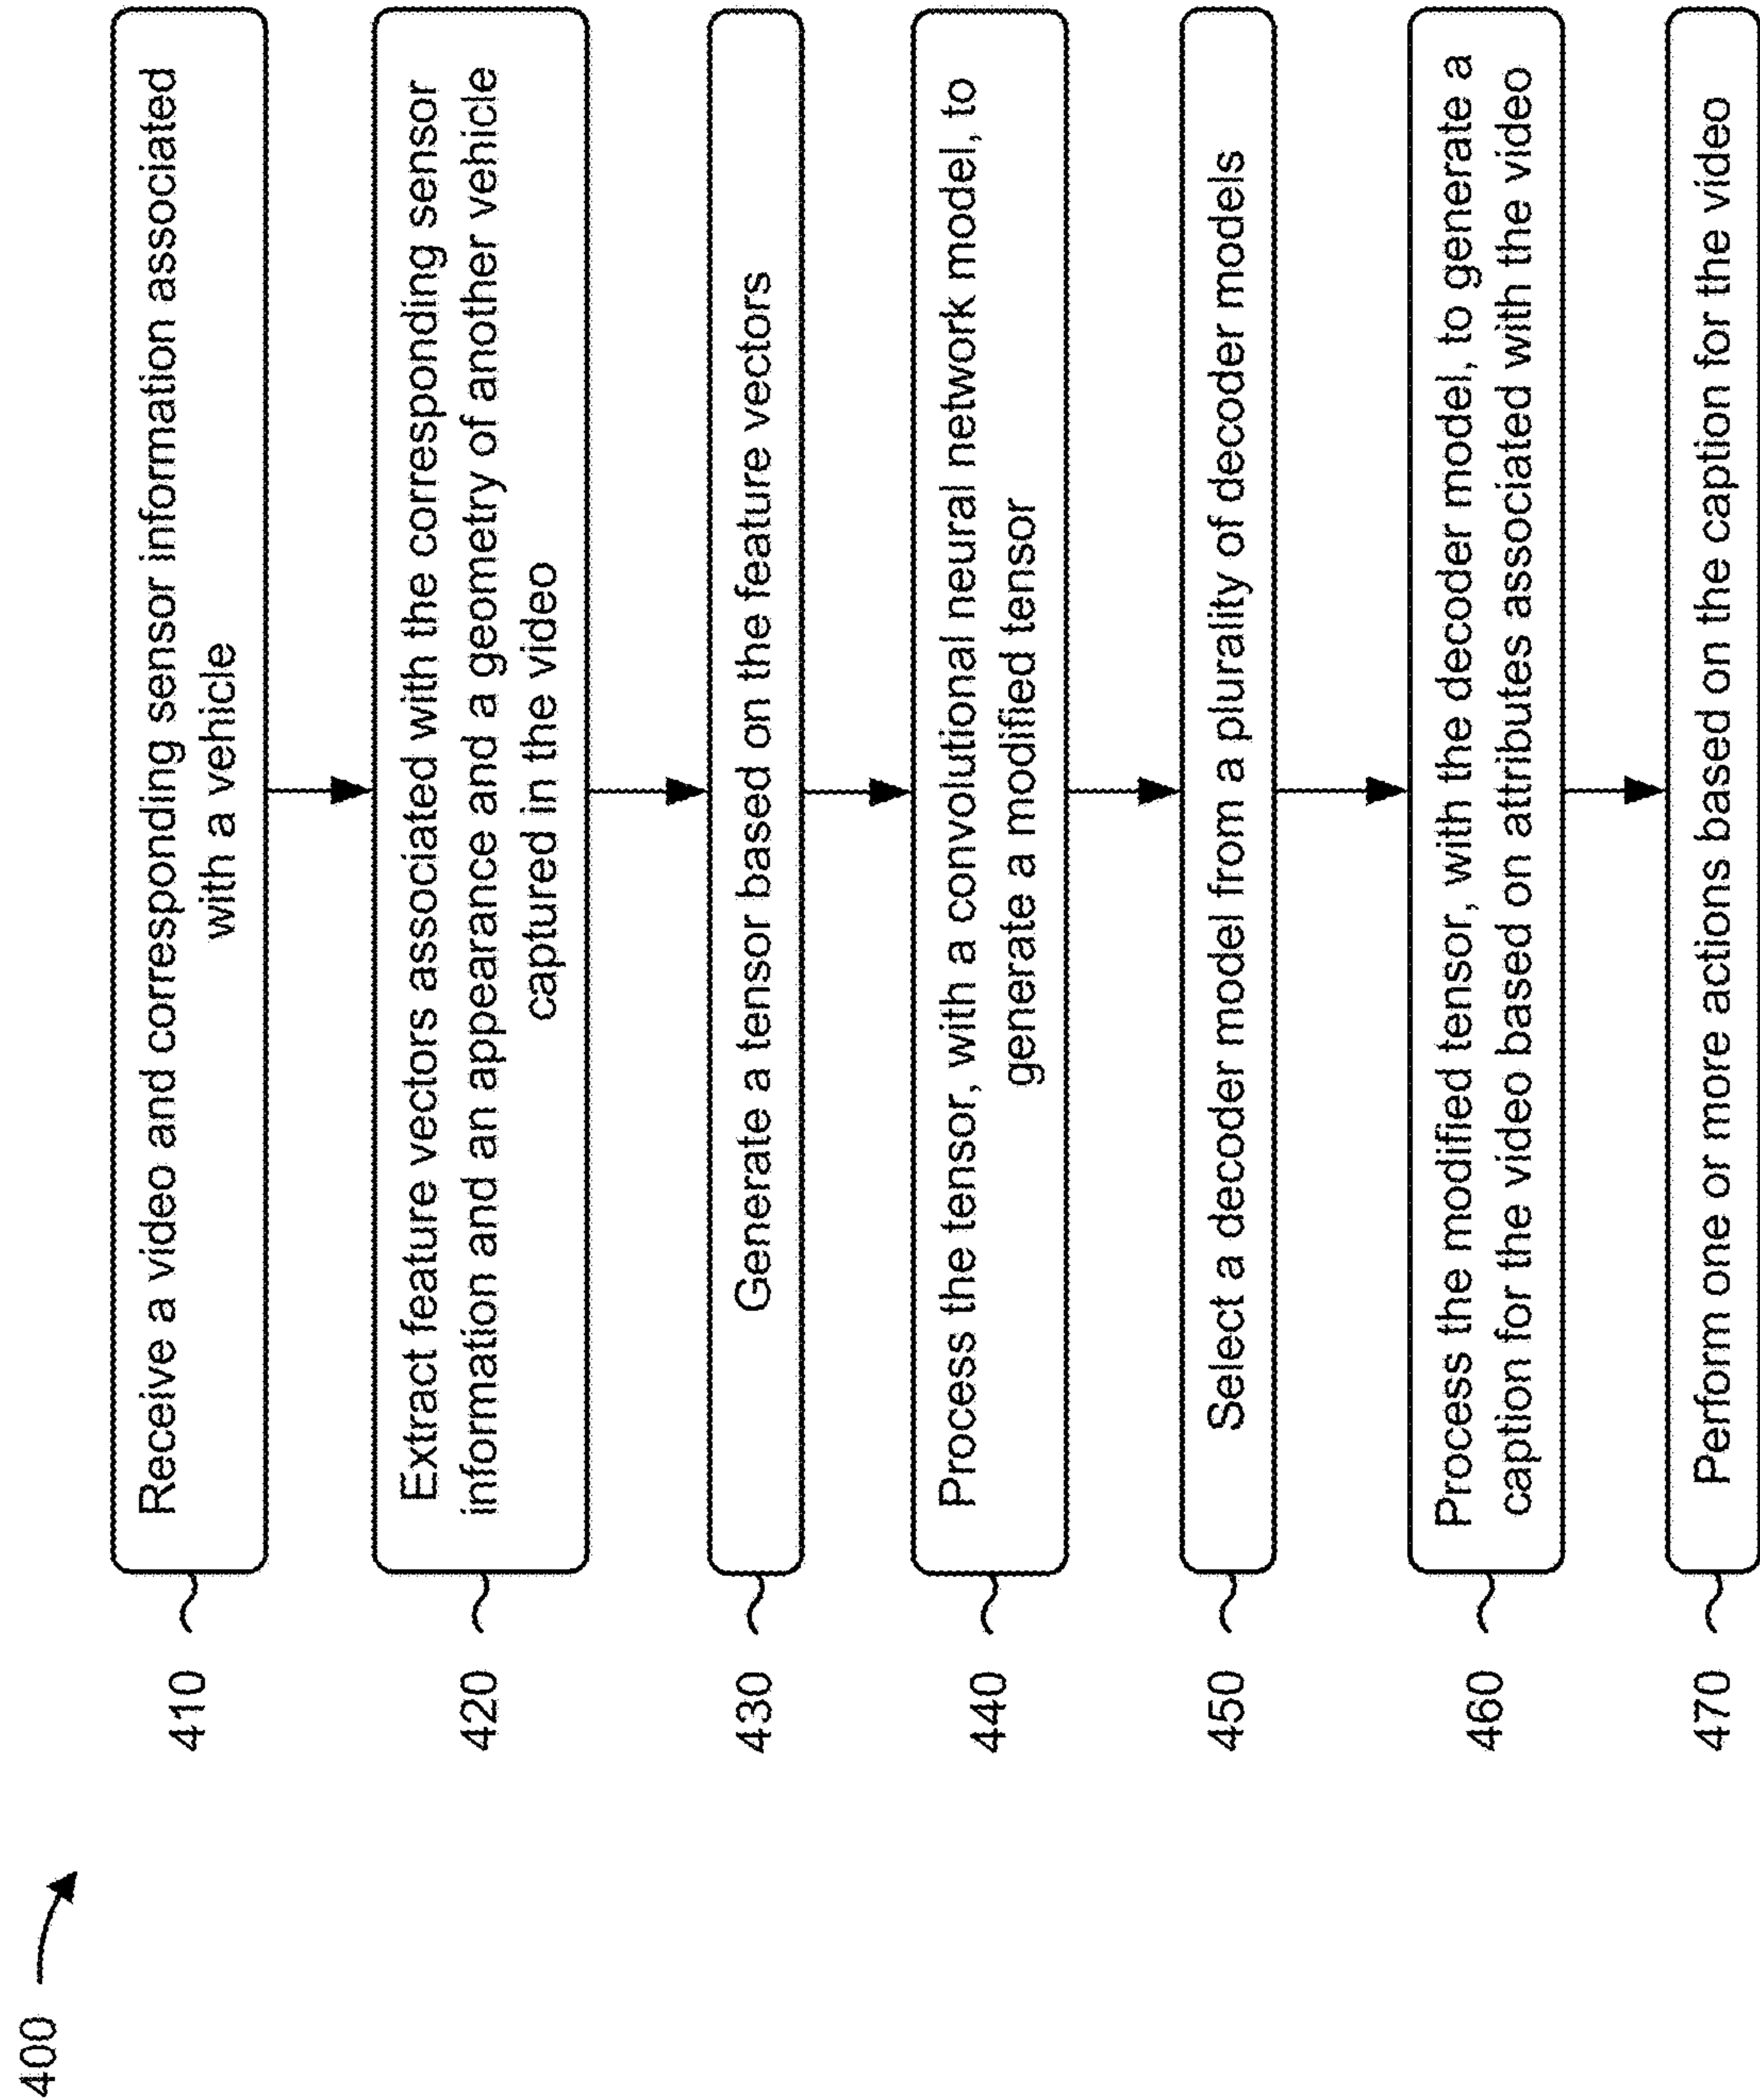 400
410
Receive a video and corresponding sensor information associated
with a vehicle
420
Extract feature vectors associated with the corresponding sensor
information and an appearance and a geometry of another vehicle
captured in the video
430
Generate a tensor based on the feature vectors
440
Process the tensor, with a convolutional neural network model, to
generate a modified tensor
450
Select a decoder model from a plurality of decoder models
460
Process the modified tensor, with the decoder model, to generate a
caption for the video based on attributes associated with the video
470
Perform one or more actions based on the caption for the video